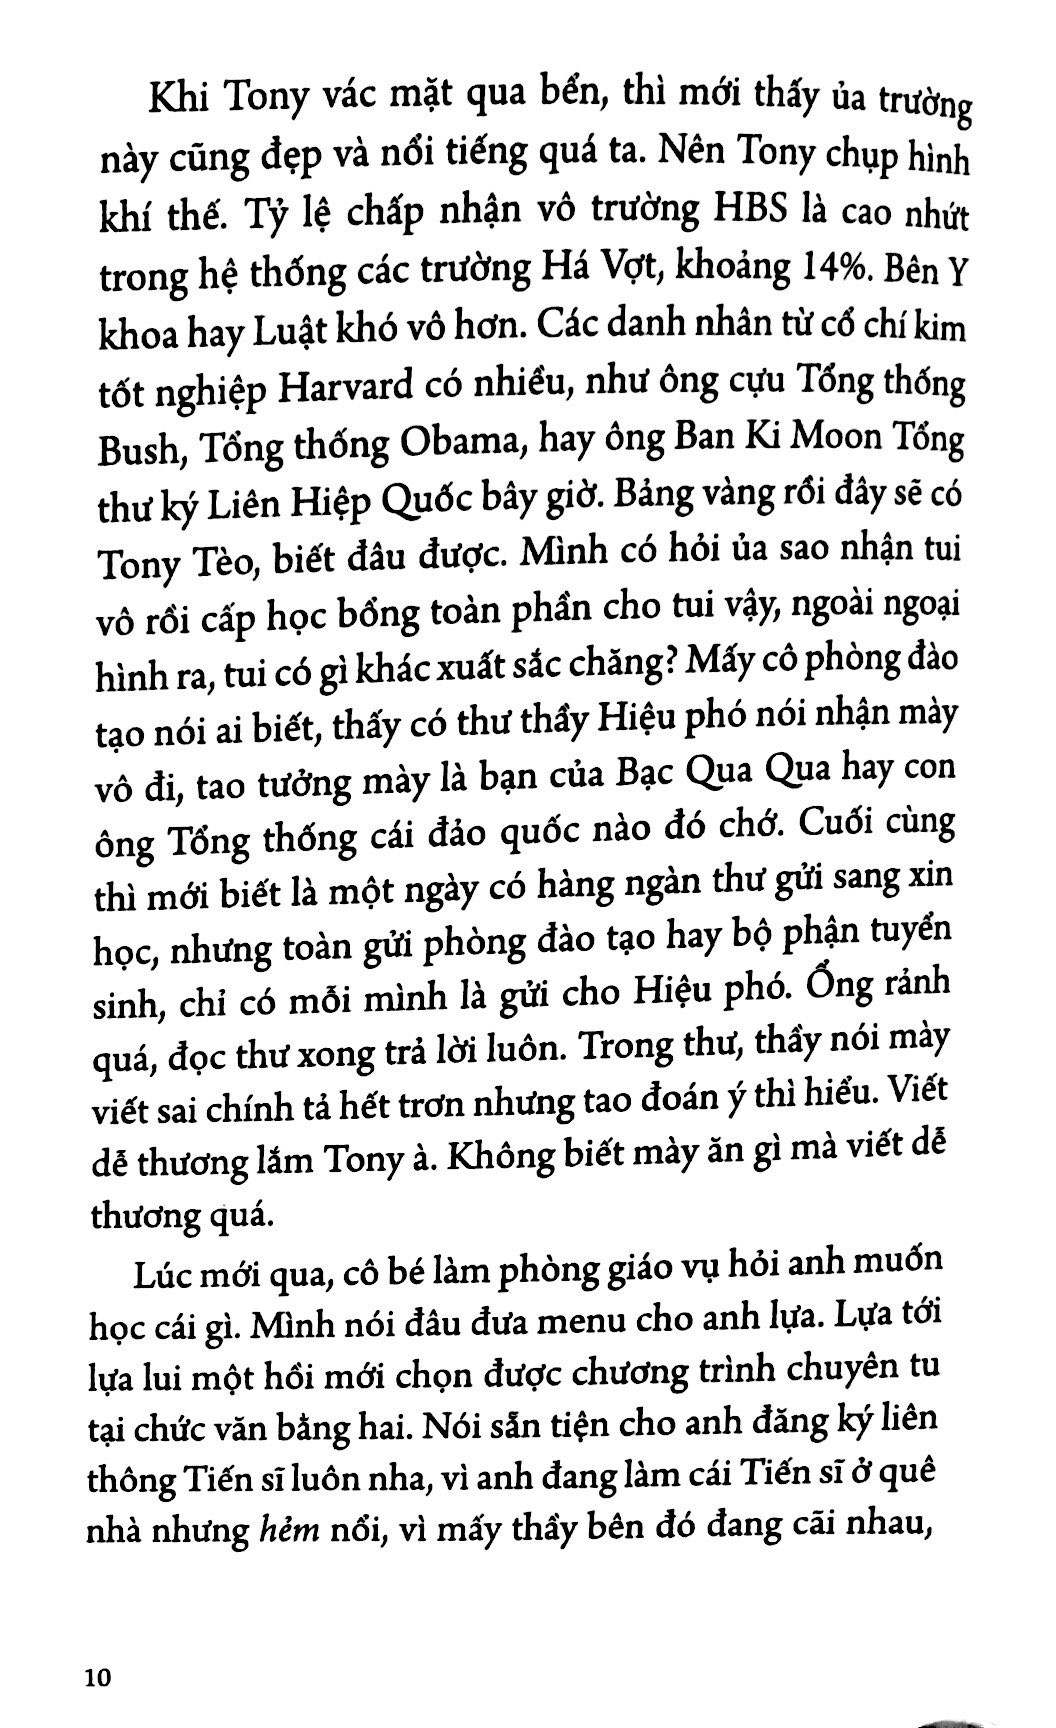 Khi Tony vác mặt qua bển, thì mới thấy ủa trường
này cũng đẹp và nổi tiếng quá ta. Nên Tony chụp hình
khí thế. Tỷ lệ chấp nhận vô trường HBS là cao nhứt
trong hệ thống các trường Há Vợt, khoảng 14%. Bên Y
khoa hay Luật khó vô hơn. Các danh nhân từ cổ chí kim
tốt nghiệp Harvard có nhiều, như ông cựu Tổng thống
Bush, Tổng thống Obama, hay ông Ban Ki Moon Tổng
thư ký Liên Hiệp Quốc bây giờ. Bảng vàng rồi đây sẽ có
Tony Tèo, biết đâu được. Mình có hỏi ủa sao nhận tui
vô rồi cấp học bổng toàn phần cho tui vậy, ngoài ngoại
hình ra, tui có gì khác xuất sắc chăng? Mấy cô phòng đào
tạo nói ai biết, thấy có thư thầy Hiệu phó nói nhận mày
vô đi, tao tưởng mày là bạn của Bạc Qua Qua hay con
ông Tổng thống cái đảo quốc nào đó chớ. Cuối cùng
thì mới biết là một ngày có hàng ngàn thư gửi sang xin
học, nhưng toàn gửi phòng đào tạo hay bộ phận tuyển
sinh, chỉ có mỗi mình là gửi cho Hiệu phó. Ổng rảnh
quá, đọc thư xong trả lời luôn. Trong thư, thầy nói mày
viết sai chính tả hết trơn nhưng tao đoán ý thì hiểu. Viết
dễ thương lắm Tony à. Không biết mày ăn gì mà viết dễ
thương quá.
Lúc mới qua, cô bé làm phòng giáo vụ hỏi anh muốn
học cái gì. Mình nói đâu đưa menu cho anh lựa. Lựa tới
lựa lui một hồi mới chọn được chương trình chuyên tu
tại chức văn bằng hai. Nói sẵn tiện cho anh đăng ký liên
thông Tiến sĩ luôn nha, vì anh đang làm cái Tiến sĩ ở quê
nhà nhưng hẻm nổi, vì mấy thầy bên đó đang cãi nhau,
10